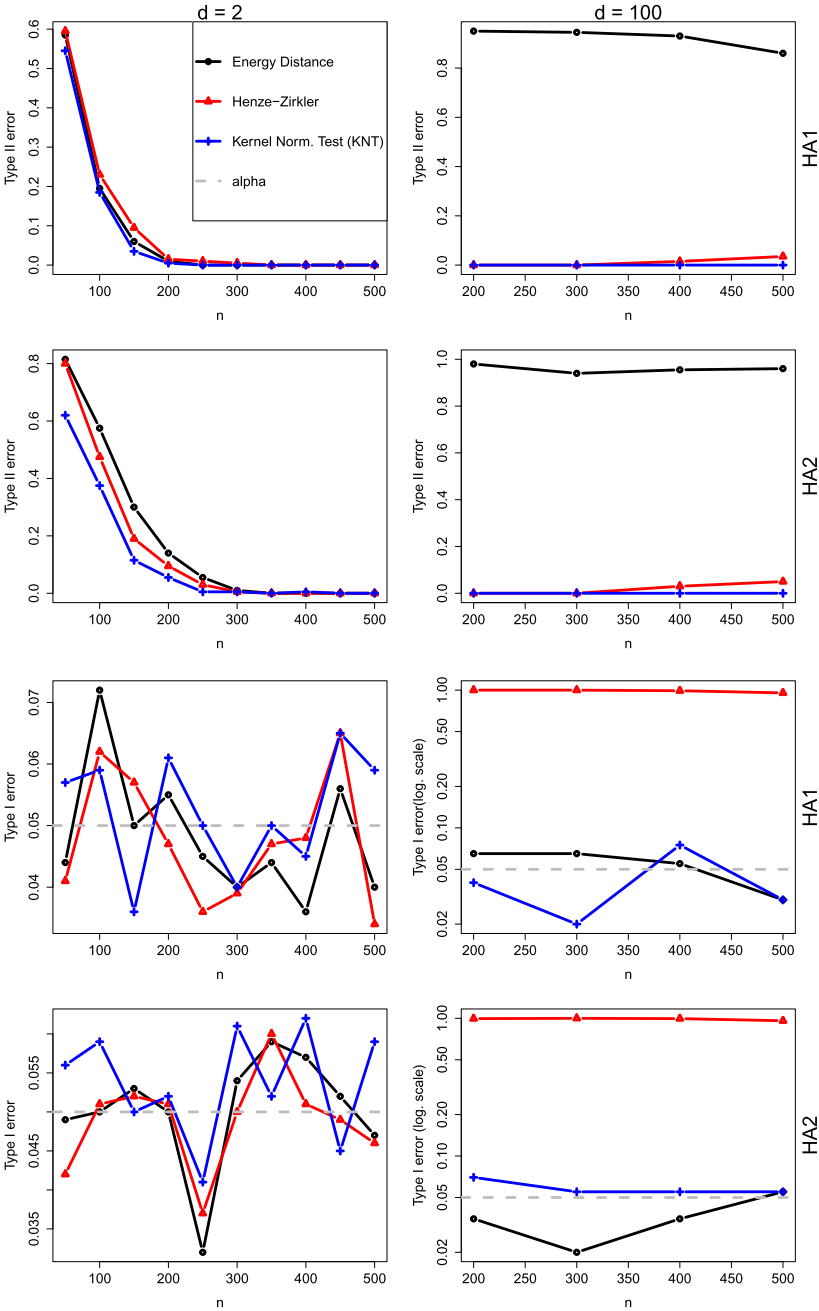 d = 2
d = 100
Type II error
0.0 0.1 0.2 0.3 0.4 0.5 0.6
Energy Distance
Henze−Zirkler
Kernel Norm. Test (KNT)
alpha
100 200 300 400 500
n
Type II error
0.0 0.2 0.4 0.6 0.8
200 250 300 350 400 450 500
n
HA1
Type II error
0.0 0.2 0.4 0.6 0.8
100 200 300 400 500
n
Type II error
0.0 0.2 0.4 0.6 0.8 1.0
200 250 300 350 400 450 500
n
HA2
Type I error
0.04 0.05 0.06 0.07
100 200 300 400 500
n
Type I error(log. scale)
0.02 0.05 0.10 0.20 0.50 1.00
200 250 300 350 400 450 500
n
HA1
Type I error
0.035 0.045 0.055
100 200 300 400 500
n
Type I error (log. scale)
0.02 0.05 0.10 0.20 0.50 1.00
200 250 300 350 400 450 500
n
HA2